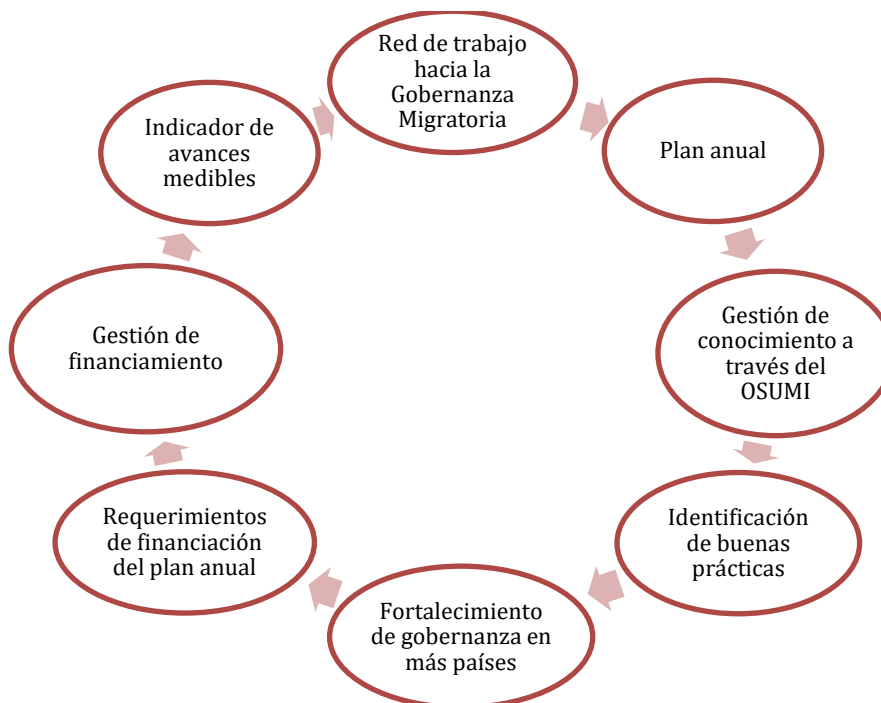 Red de trabajo
hacia la
Gobernanza
Migratoria
Plan anual
Gestión de
conocimiento a
través del
OSUMI
Identificación
de buenas
prácticas
Fortalecimiento
de gobernanza en
más países
Requerimientos
de financiación
del plan anual
Gestión de
financiamiento
Indicador de
avances
medibles